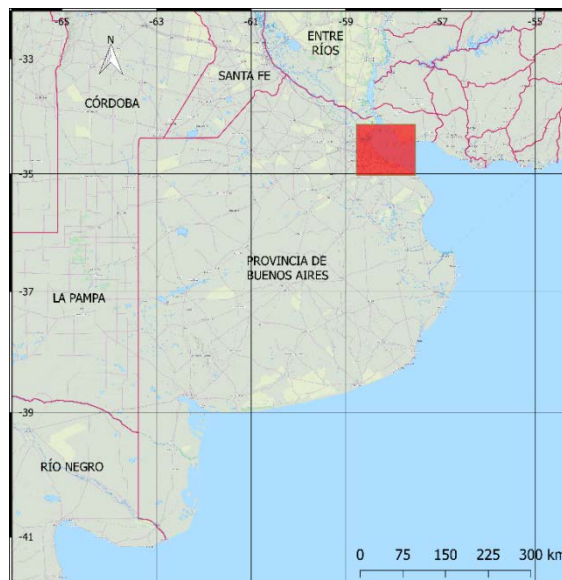 -65 -63 -61 -59 -57 -55
-33
-35
-37
-39
-41
N
ENTRE
RÍOS
SANTA FE
CÓRDOBA
PROVINCIA DE
BUENOS AIRES
LA PAMPA
RÍO NEGRO
0 75 150 225 300 km